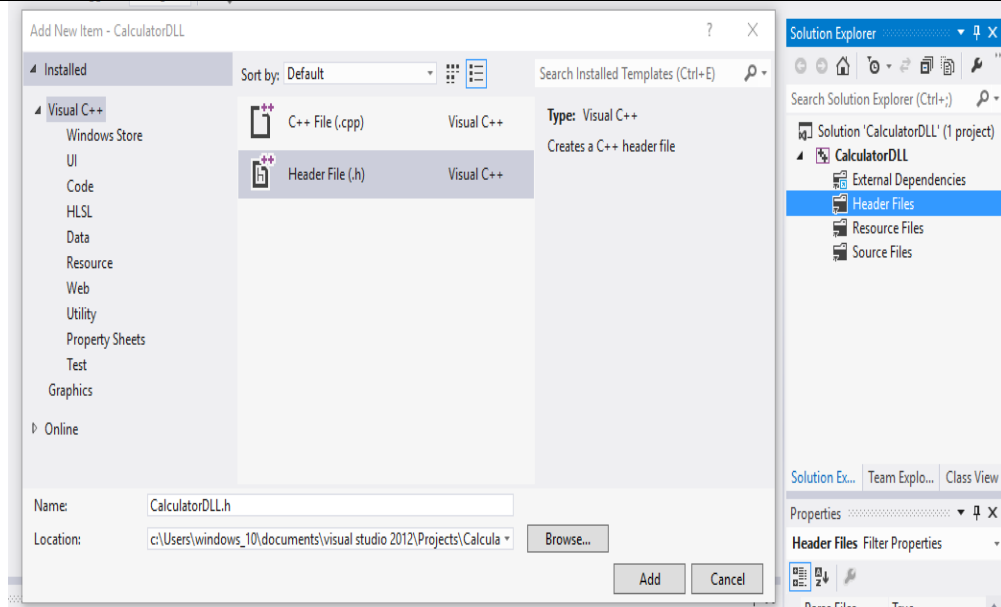 Add New Item - CalculatorDLL
?
Installed
Sort by: Default
Search Installed Templates (Ctrl+E)
Visual C++
Windows Store
UI
Code
HLSL
Data
Resource
Web
Utility
Property Sheets
Test
Graphics
Online
C++ File (.cpp) Visual C++
Header File (.h) Visual C++
Type: Visual C++
Creates a C++ header file
Name: CalculatorDLL.h
Location: c:\Users\windows_10\documents\visual studio 2012\Projects\Calcula
Browse...
Add Cancel
Solution Explorer
Search Solution Explorer (Ctrl+;)
Solution 'CalculatorDLL' (1 project)
CalculatorDLL
External Dependencies
Header Files
Resource Files
Source Files
Solution Ex... Team Explo... Class View
Properties
Header Files Filter Properties